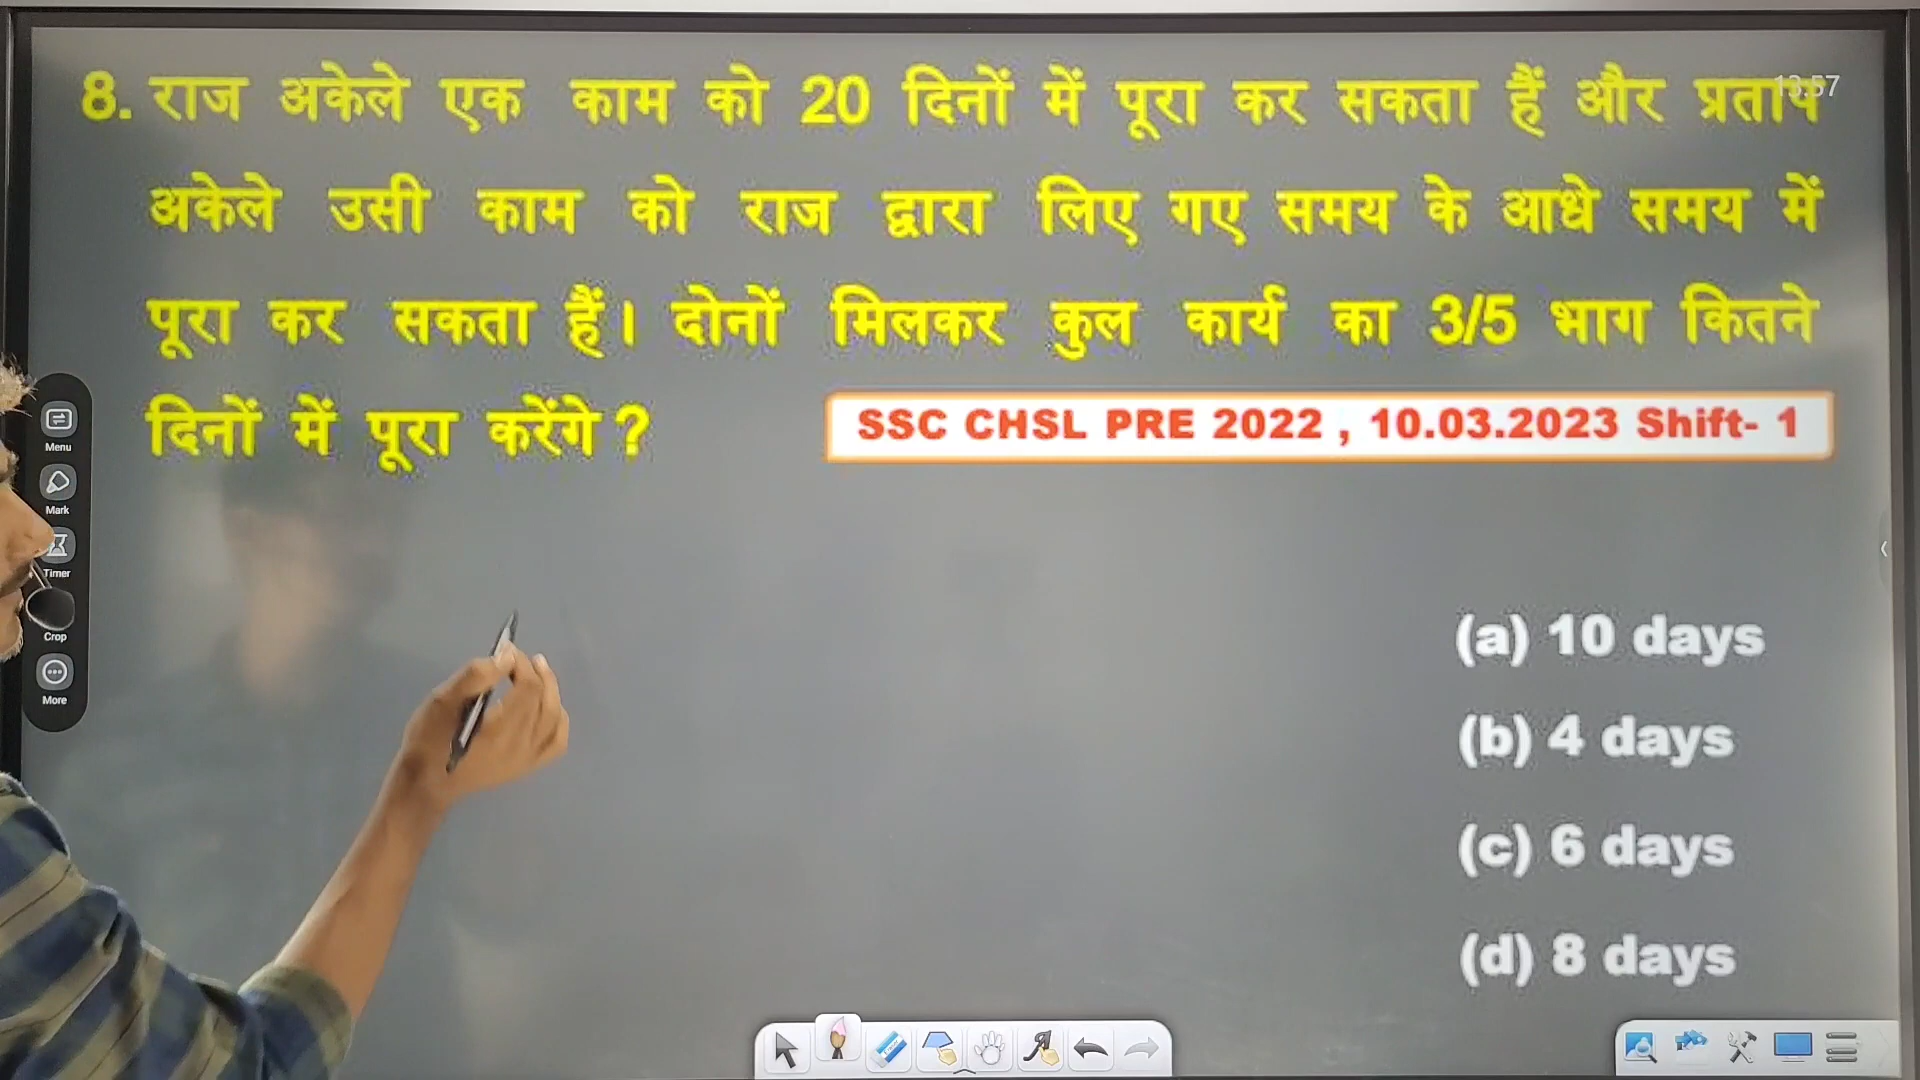 8. राज अकेले एक काम को 20 दिनों में पूरा कर सकता हैं और प्रताप
13:57
अकेले उसी काम को राज द्वारा लिए गए समय के आधे समय में
पूरा कर सकता हैं। दोनों मिलकर कुल कार्य का 3/5 भाग कितने
दिनों में पूरा करेंगे ?
SSC CHSL PRE 2022 , 10.03.2023 Shift- 1
Menu
Mark
Timer
Crop
More
(a) 10 days
(b) 4 days
(c) 6 days
(d) 8 days